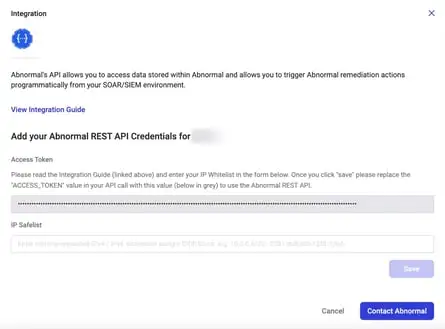 Integration
Abnormal's API allows you to access data stored within Abnormal and allows you to trigger Abnormal remediation actions
programmatically from your SOAR/SIEM environment.
View Integration Guide
Add your Abnormal REST API Credentials for
Access Token
Please read the Integration Guide (linked above) and enter your IP Whitelist in the form below. Once you click "save" please replace the
"ACCESS_TOKEN" value in your API call with this value (below in grey) to use the Abnormal REST API.
IP Safelist
Save
Cancel
Contact Abnormal